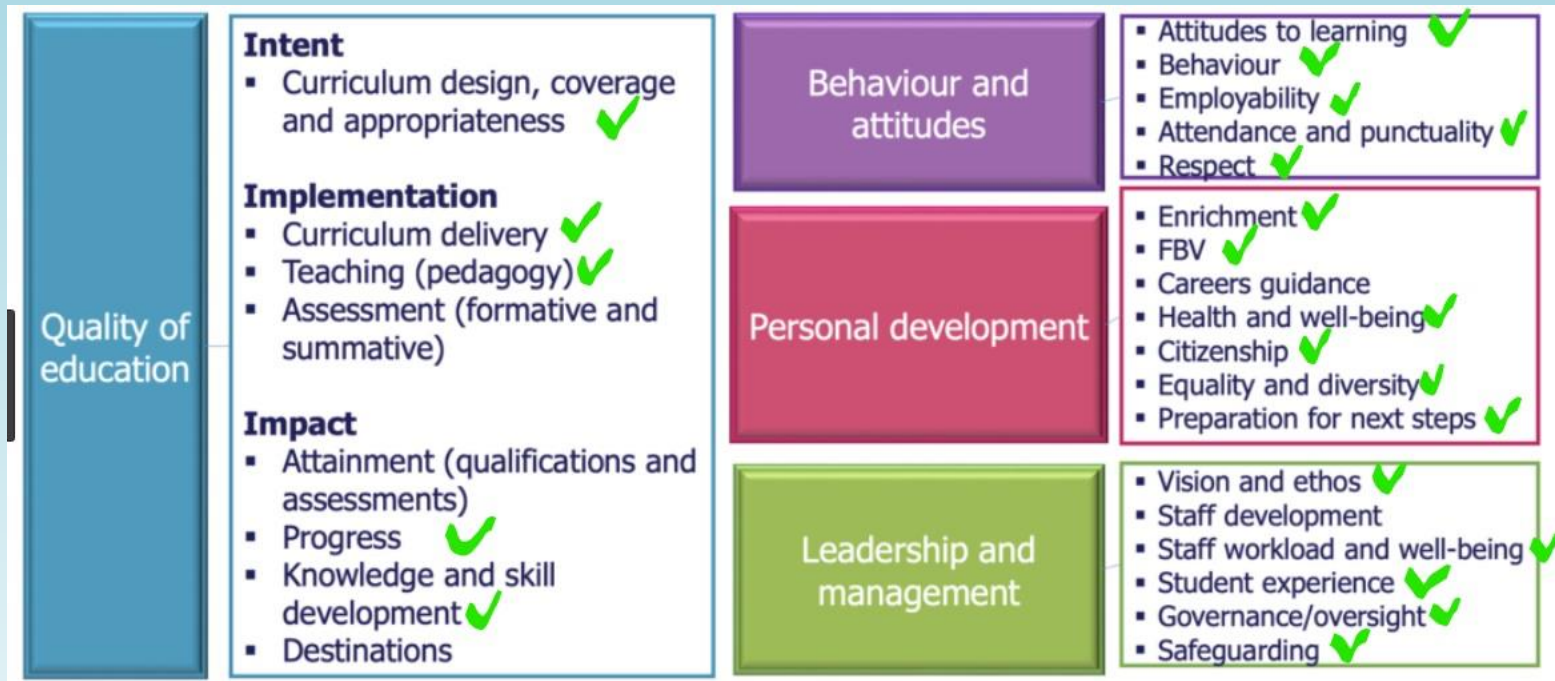 Quality of
education
Intent
▪ Curriculum design, coverage
and appropriateness
Implementation
▪ Curriculum delivery
▪ Teaching (pedagogy)
▪ Assessment (formative and
summative)
Impact
▪ Attainment (qualifications and
assessments)
▪ Progress
▪ Knowledge and skill
development
▪ Destinations
Behaviour and
attitudes
▪ Attitudes to learning
▪ Behaviour
▪ Employability
▪ Attendance and punctuality
▪ Respect
Personal development
▪ Enrichment
▪ FBV
▪ Careers guidance
▪ Health and well-being
▪ Citizenship
▪ Equality and diversity
▪ Preparation for next steps
Leadership and
management
▪ Vision and ethos
▪ Staff development
▪ Staff workload and well-being
▪ Student experience
▪ Governance/oversight
▪ Safeguarding